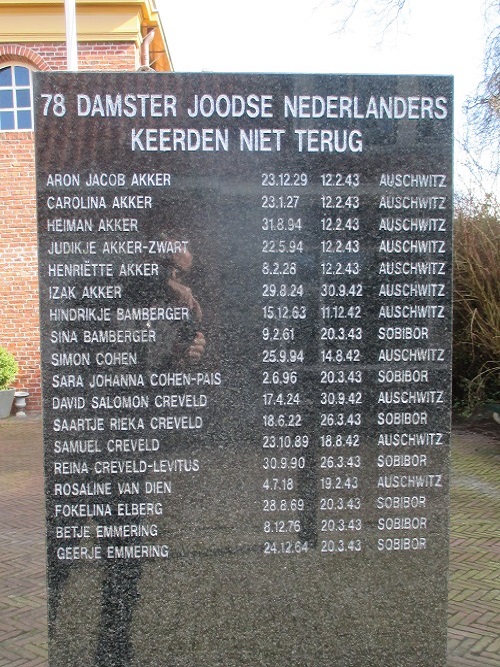 78 DAMSTER JOODSE NEDERLANDERS
KEERDEN NIET TERUG
ARON JACOB AKKER 23.12.29 12.2.43 AUSCHWITZ
CAROLINA AKKER 23.1.27 12.2.43 AUSCHWITZ
HEIMAN AKKER 31.8.94 12.2.43 AUSCHWITZ
JUDIKJE AKKER-ZWART 22.5.94 12.2.43 AUSCHWITZ
HENRIËTTE AKKER 8.2.28 12.2.43 AUSCHWITZ
IZAK AKKER 29.8.24 30.9.42 AUSCHWITZ
HINDRIKJE BAMBERGER 15.12.63 11.12.42 AUSCHWITZ
SINA BAMBERGER 9.2.61 20.3.43 SOBIBOR
SIMON COHEN 25.9.94 14.8.42 AUSCHWITZ
SARA JOHANNA COHEN-PAIS 2.6.96 20.3.43 SOBIBOR
DAVID SALOMON CREVELD 17.4.24 30.9.42 AUSCHWITZ
SAARTJE RIEKA CREVELD 18.6.22 26.3.43 SOBIBOR
SAMUEL CREVELD 23.10.89 18.8.42 AUSCHWITZ
REINA CREVELD-LEVITUS 30.9.90 26.3.43 SOBIBOR
ROSALINE VAN DIEN 4.7.18 19.2.43 AUSCHWITZ
FOKELINA ELBERG 28.8.69 20.3.43 SOBIBOR
BETJE EMMERING 8.12.76 20.3.43 SOBIBOR
GEERJE EMMERING 24.12.64 20.3.43 SOBIBOR